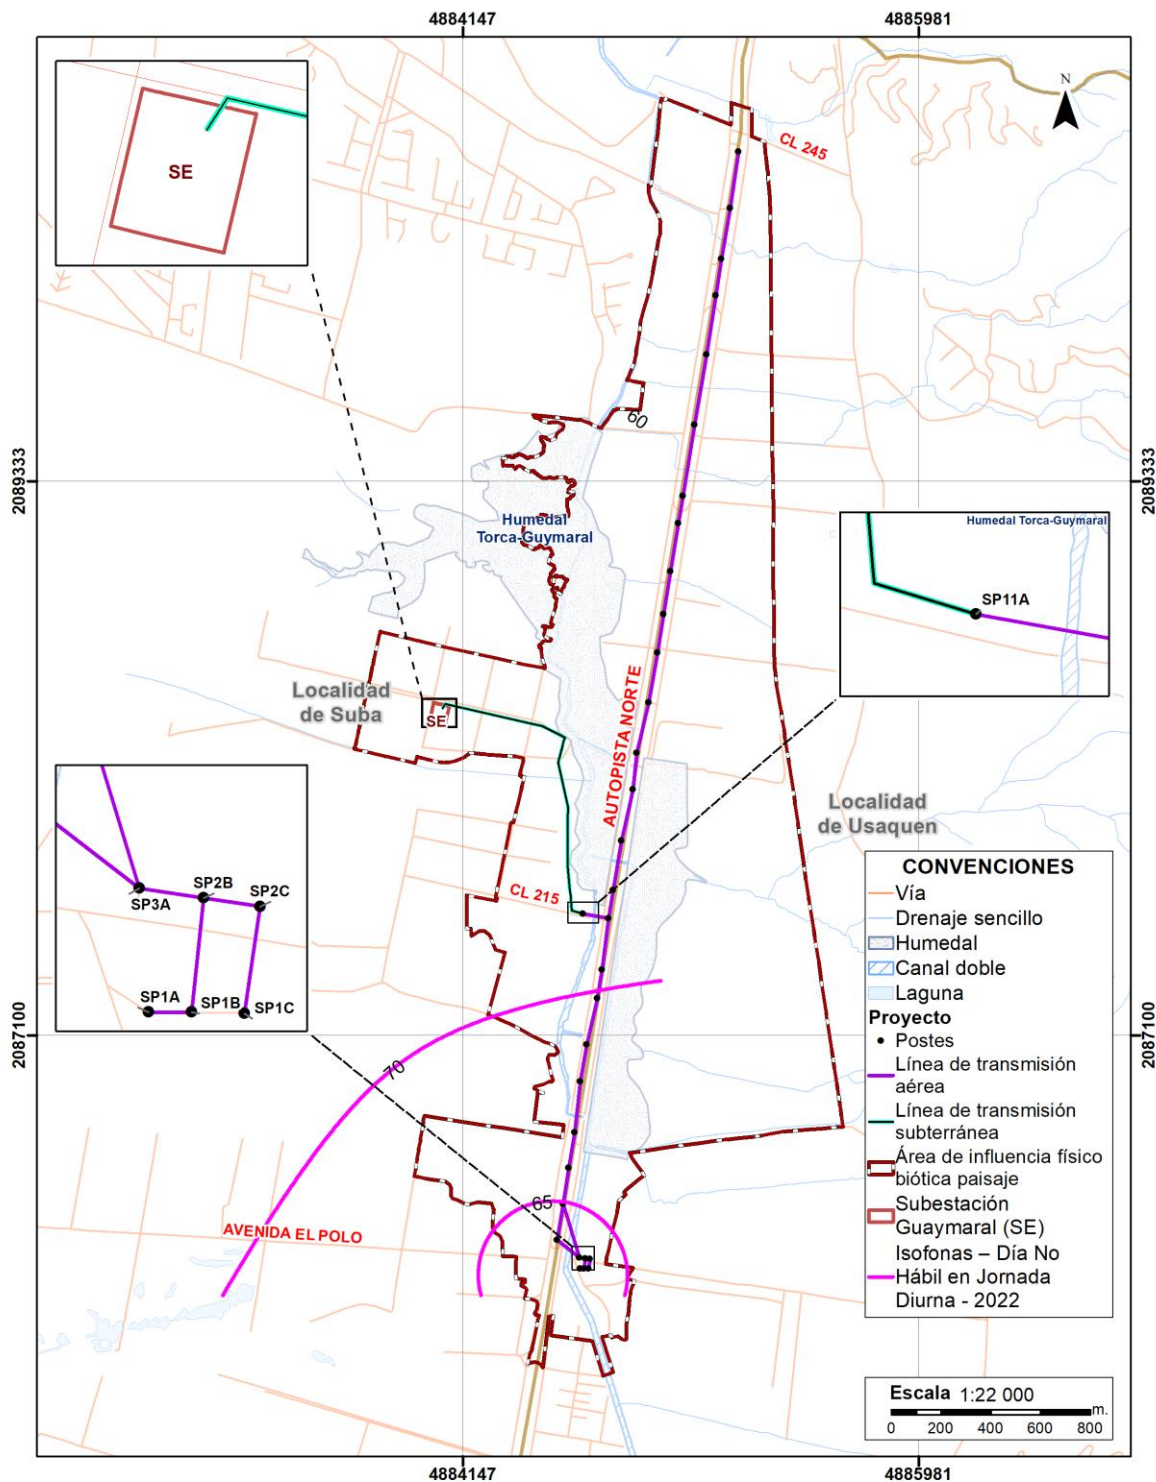 4884147
4885981
N
CL 245
SE
60
2089333
2089333
Humedal
Torca-Guymaral
Humedal Torca-Guymaral
SP11A
Localidad
de Suba
SE
AUTOPISTA NORTE
Localidad
de Usaquen
CL 215
SP2B
SP2C
SP3A
SP1A
SP1B
SP1C
2087100
2087100
70
65
AVENIDA EL POLO
CONVENCIONES
Vía
Drenaje sencillo
Humedal
Canal doble
Laguna
Proyecto
Postes
Línea de transmisión
aérea
Línea de transmisión
subterránea
Área de influencia físico
biótica paisaje
Subestación
Guaymaral (SE)
Isofonas – Día No
Hábil en Jornada
Diurna - 2022
Escala 1:22 000
m.
0 200 400 600 800
4884147
4885981